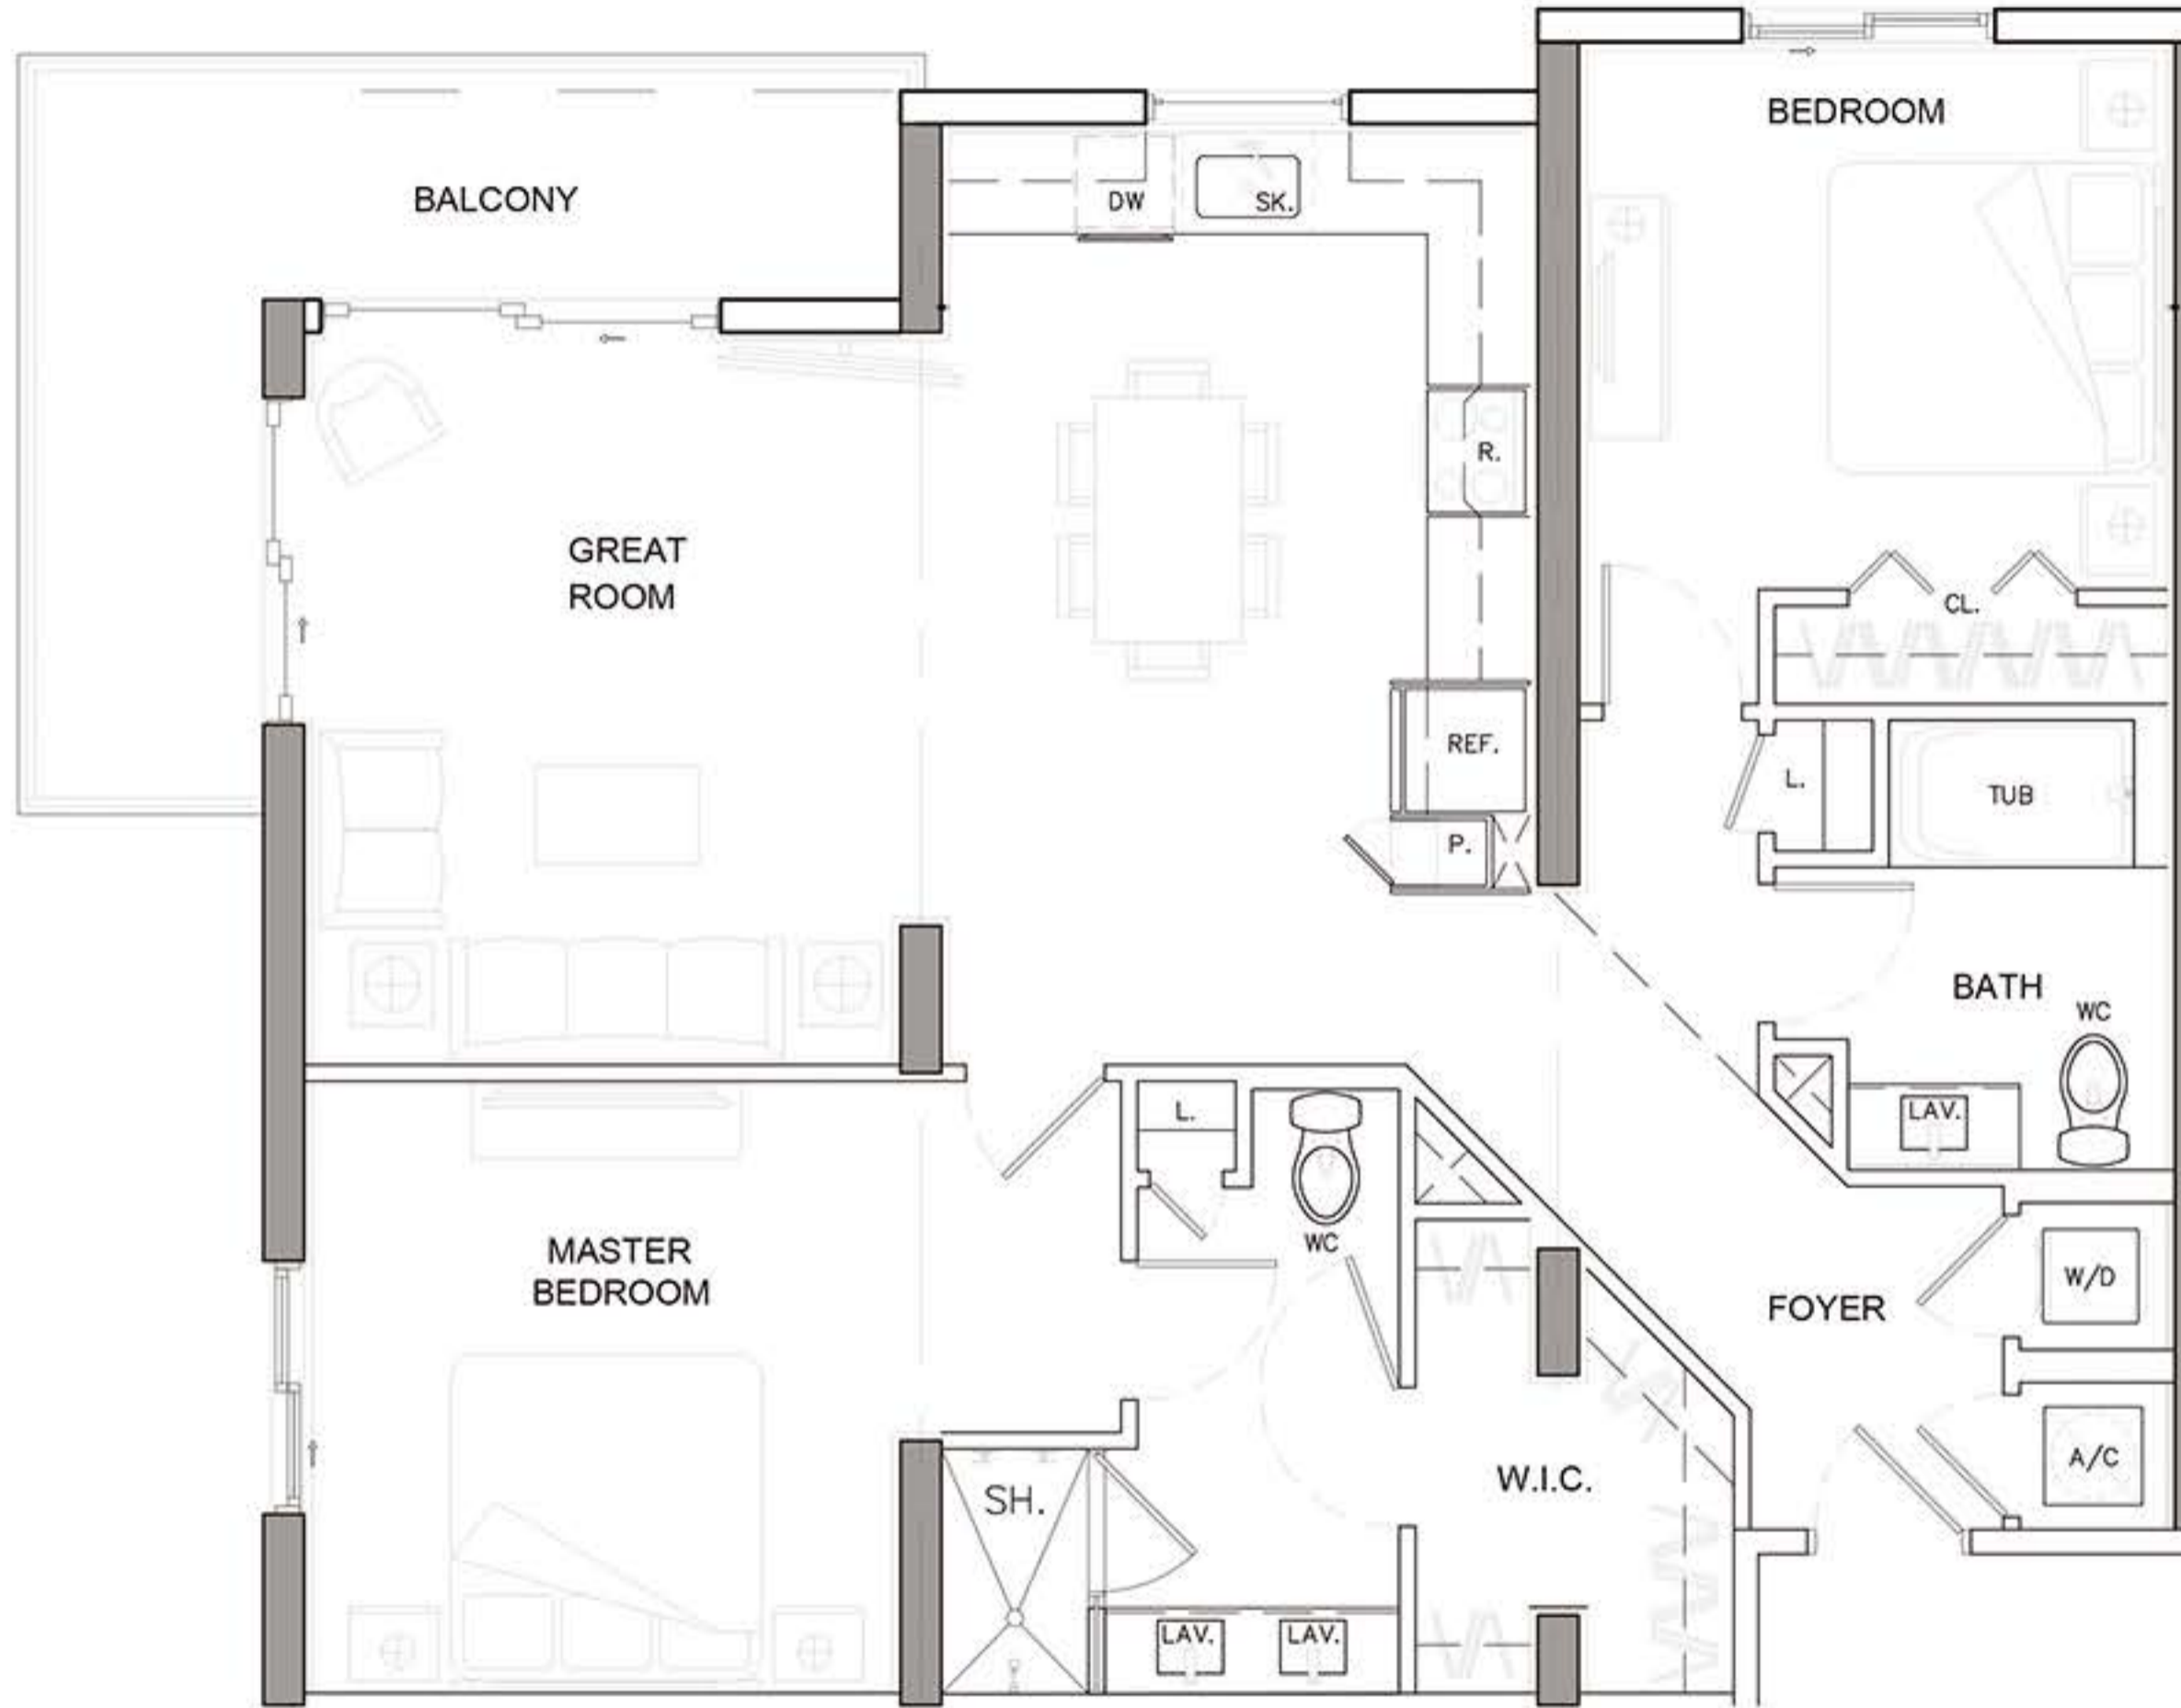 BEDROOM
BALCONY
DW
SK.
R.
GREAT
ROOM
CL.
REF.
L.
TUB
P.
BATH
WC
L.
LAV.
WC
MASTER
BEDROOM
W/D
FOYER
A/C
W.I.C.
SH.
LAV.
LAV.